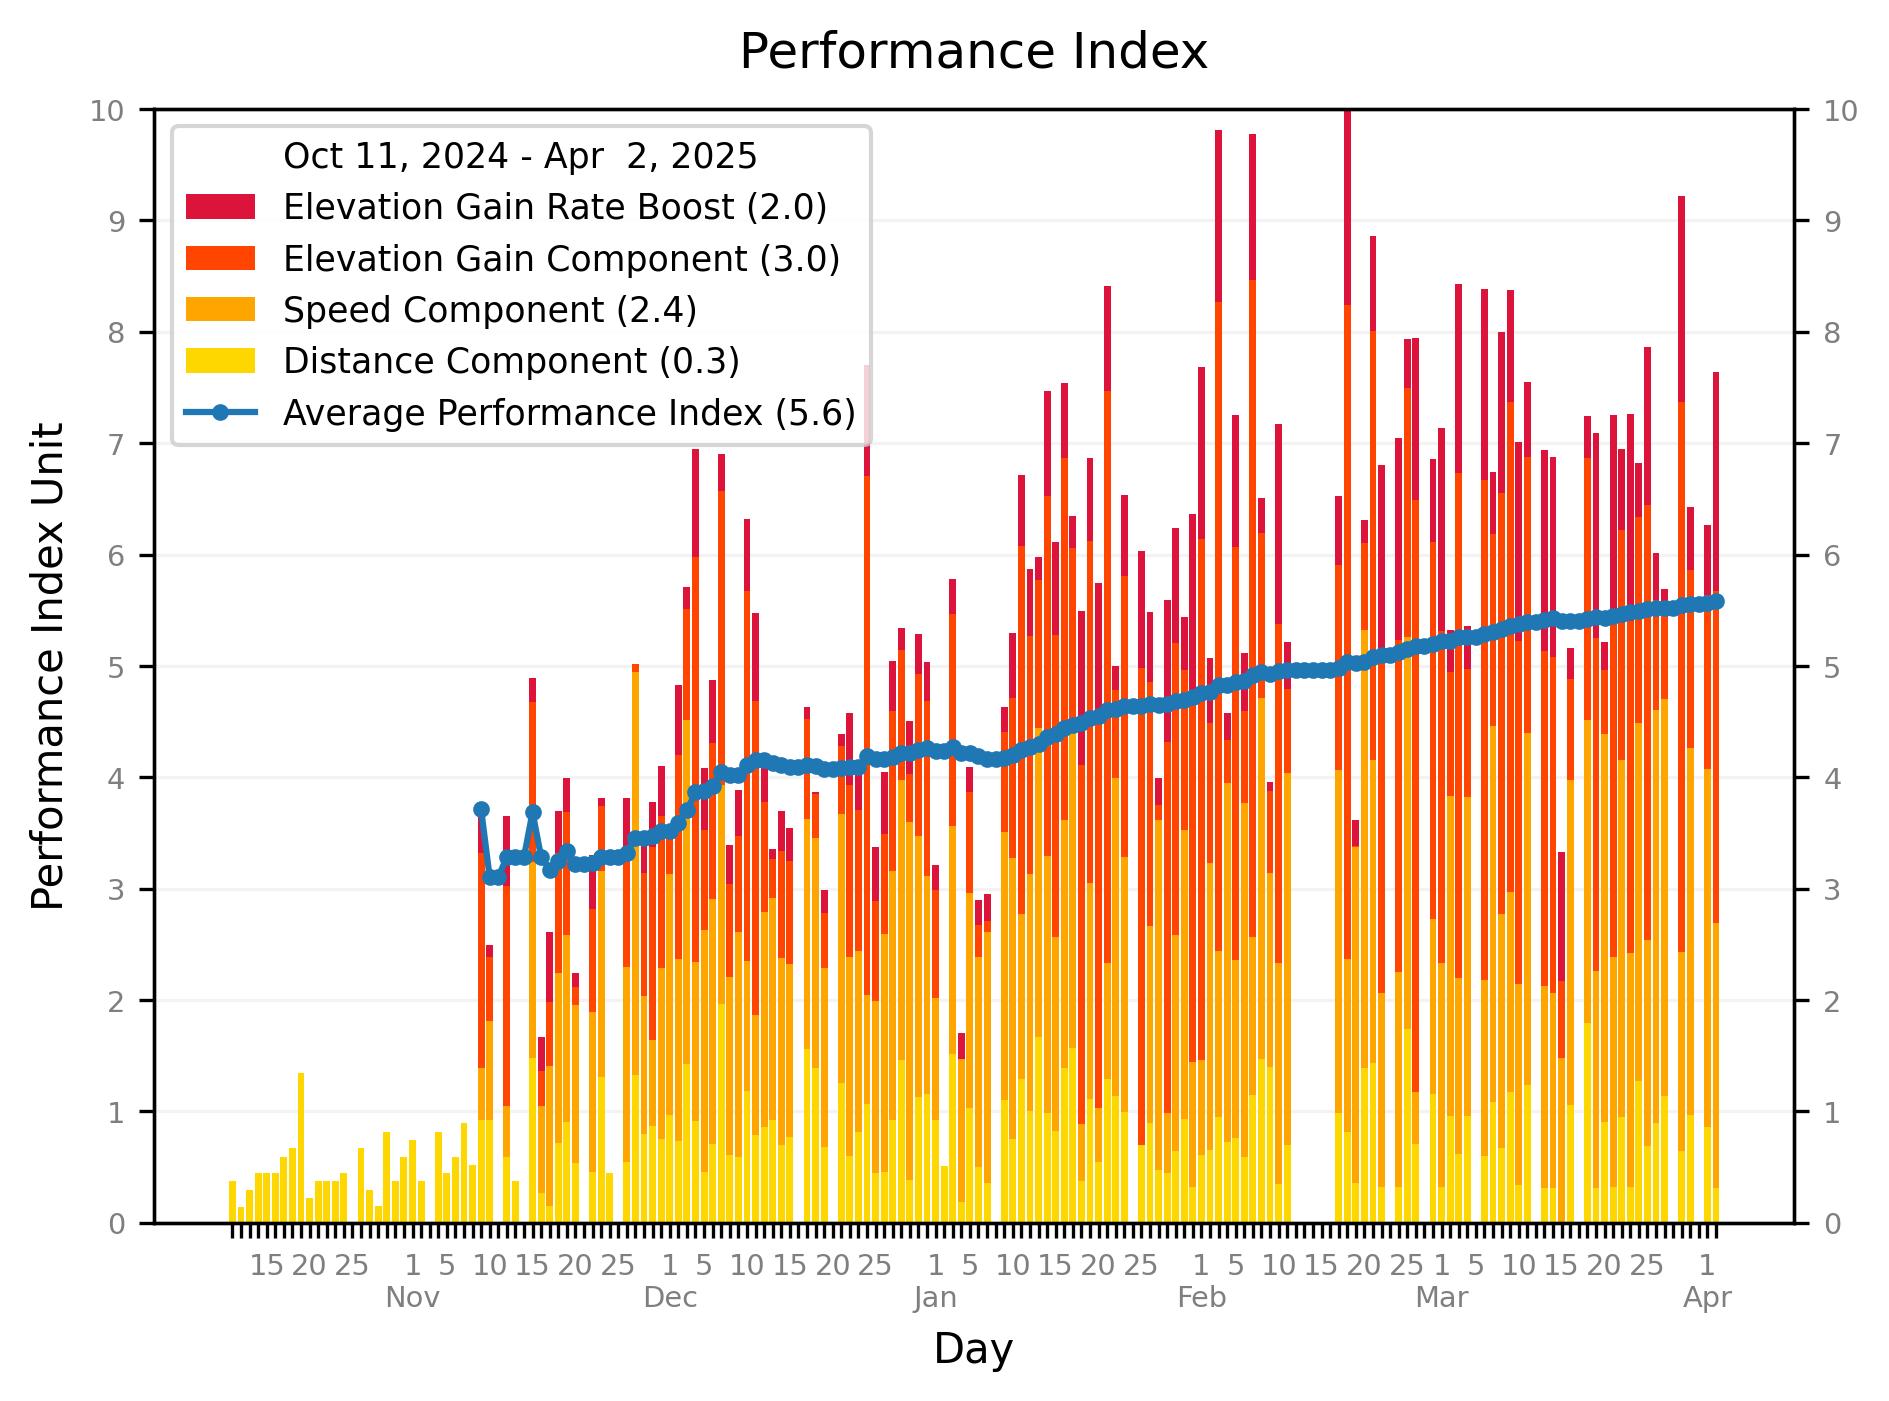 Performance Index
10
9
8
7
6
5
4
3
2
1
0
Performance Index Unit
Oct 11, 2024 - Apr  2, 2025
Elevation Gain Rate Boost (2.0)
Elevation Gain Component (3.0)
Speed Component (2.4)
Distance Component (0.3)
Average Performance Index (5.6)
10
9
8
7
6
5
4
3
2
1
0
15 20 25 1 5 10 15 20 25 1 5 10 15 20 25 1 5 10 15 20 25 1 5 10 15 20 25 1 5 10 15 20 25 1
Nov Dec Jan Feb Mar Apr
Day